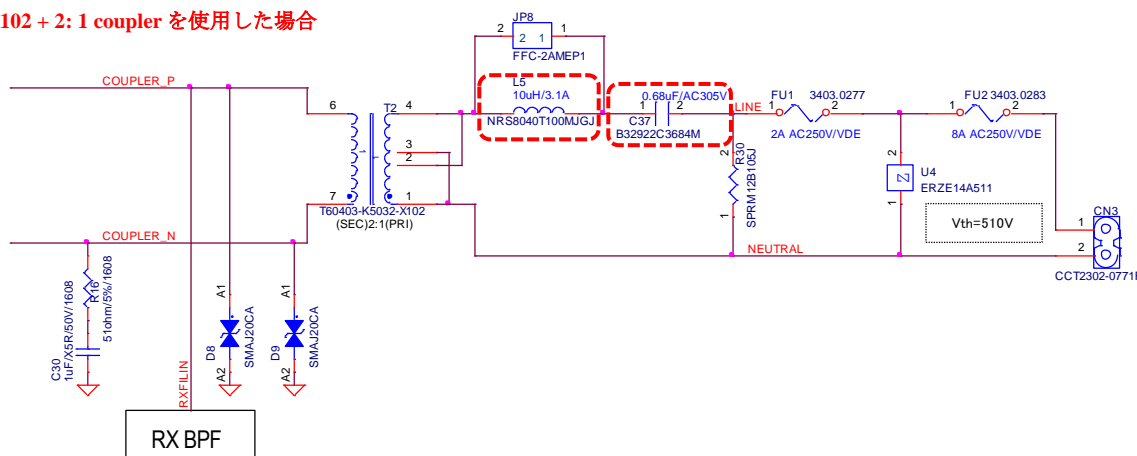 102 + 2: 1 coupler を使用した場合
JP8
2 1
2 1
FFC-2AMEP1
COUPLER_P
L5
10uH/3.1A
NRS8040T100MJGJ
0.68uF/AC305V
1 2
C37
B32922C3684M
LINE
FU1 3403.0277
1 2
2A AC250V/VDE
FU2 3403.0283
1 2
8A AC250V/VDE
6 T2 4
3
2
7 1
T60403-K5032-X102
(SEC)2:1(PRI)
2
R30
1
SPRM12B105J
2
U4
ERZE14A511
1
Vth=510V
CN3
1
2
CCT2302-0771
COUPLER_N
NEUTRAL
C30
1uF/X5R/50V/1608
R16
51ohm/5%/1608
RXFILIN
A1
D8
SMAJ20CA
A2
A1
D9
SMAJ20CA
A2
RX BPF